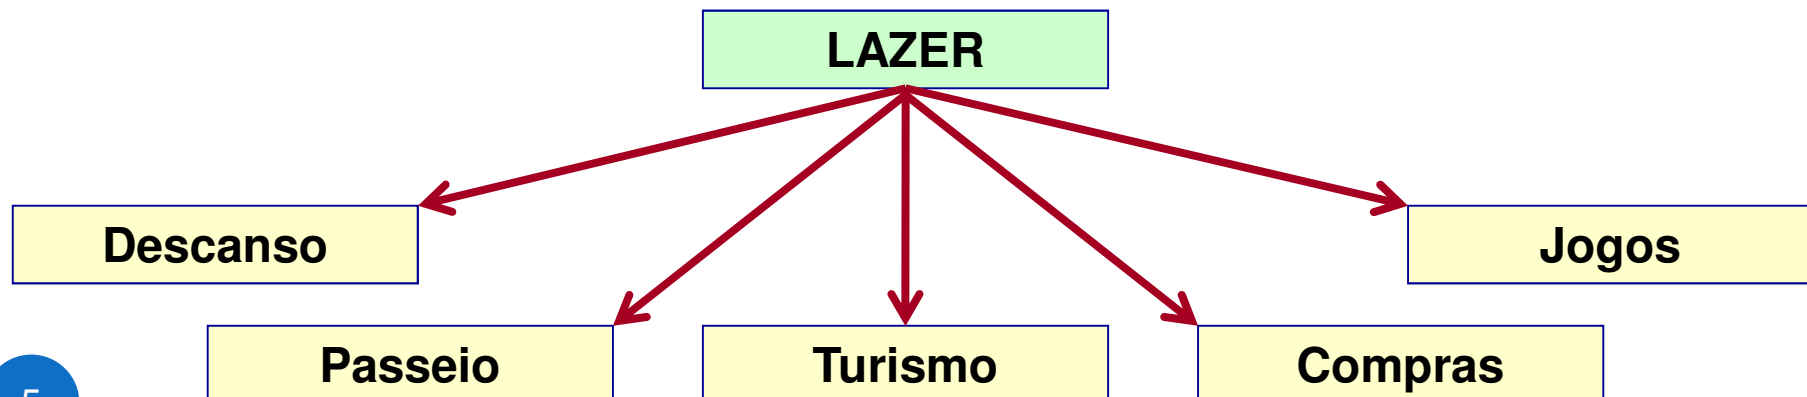 LAZER
Descanso
Jogos
Passeio
Turismo
Compras